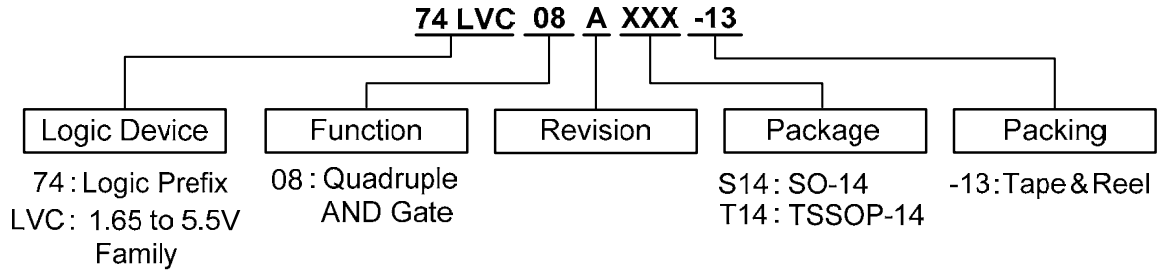 74 LVC 08 A XXX -13
Logic Device
Function
Revision
Package
Packing
74 : Logic Prefix
LVC : 1.65 to 5.5V
Family
08 : Quadruple
AND Gate
S14 : SO-14
T14 : TSSOP-14
-13 : Tape & Reel